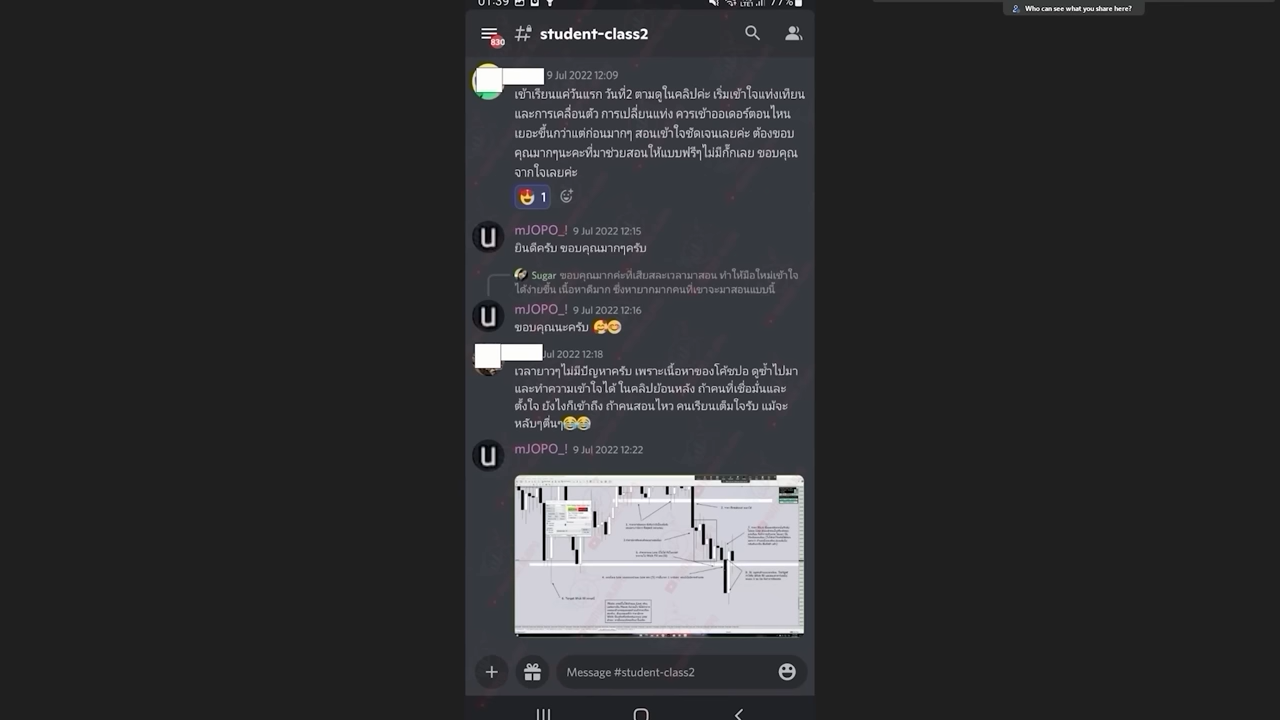 01:39
77%
Who can see what you share here?
830
student-class2
9 Jul 2022 12:09
เข้าเรียนแค่วันแรก วันที่2 ตามดูในคลิปค่ะ เริ่มเข้าใจแท่งเทียน
และการเคลื่อนตัว การเปลี่ยนแท่ง ควรเข้าออเดอร์ตอนไหน
เยอะขึ้นกว่าแต่ก่อนมากๆ สอนเข้าใจชัดเจนเลยค่ะ ต้องขอบ
คุณมากๆนะคะที่มาช่วยสอนให้แบบฟรีๆไม่มีกั๊กเลย ขอบคุณ
จากใจเลยค่ะ
1
mJOPO_! 9 Jul 2022 12:15
ยินดีครับ ขอบคุณมากๆครับ
Sugar ขอบคุณมากค่ะที่เสียสละเวลามาสอน ทำให้มือใหม่เข้าใจ
ได้ง่ายขึ้น เนื้อหาดีมาก ซึ่งหายากมากคนที่เขาจะมาสอนแบบนี้
mJOPO_! 9 Jul 2022 12:16
ขอบคุณนะครับ 🥰😊
Jul 2022 12:18
เวลายาวๆไม่มีปัญหาครับ เพราะเนื้อหาของโค้ชปอ ดูซ้ำไปมา
และทำความเข้าใจได้ ในคลิปย้อนหลัง ถ้าคนที่เชื่อมั่นและ
ตั้งใจ ยังไงก็เข้าถึง ถ้าคนสอนไหว คนเรียนเต็มใจรับ แม้จะ
หลับๆตื่นๆ😂😂
mJOPO_! 9 Jul 2022 12:22
Message #student-class2